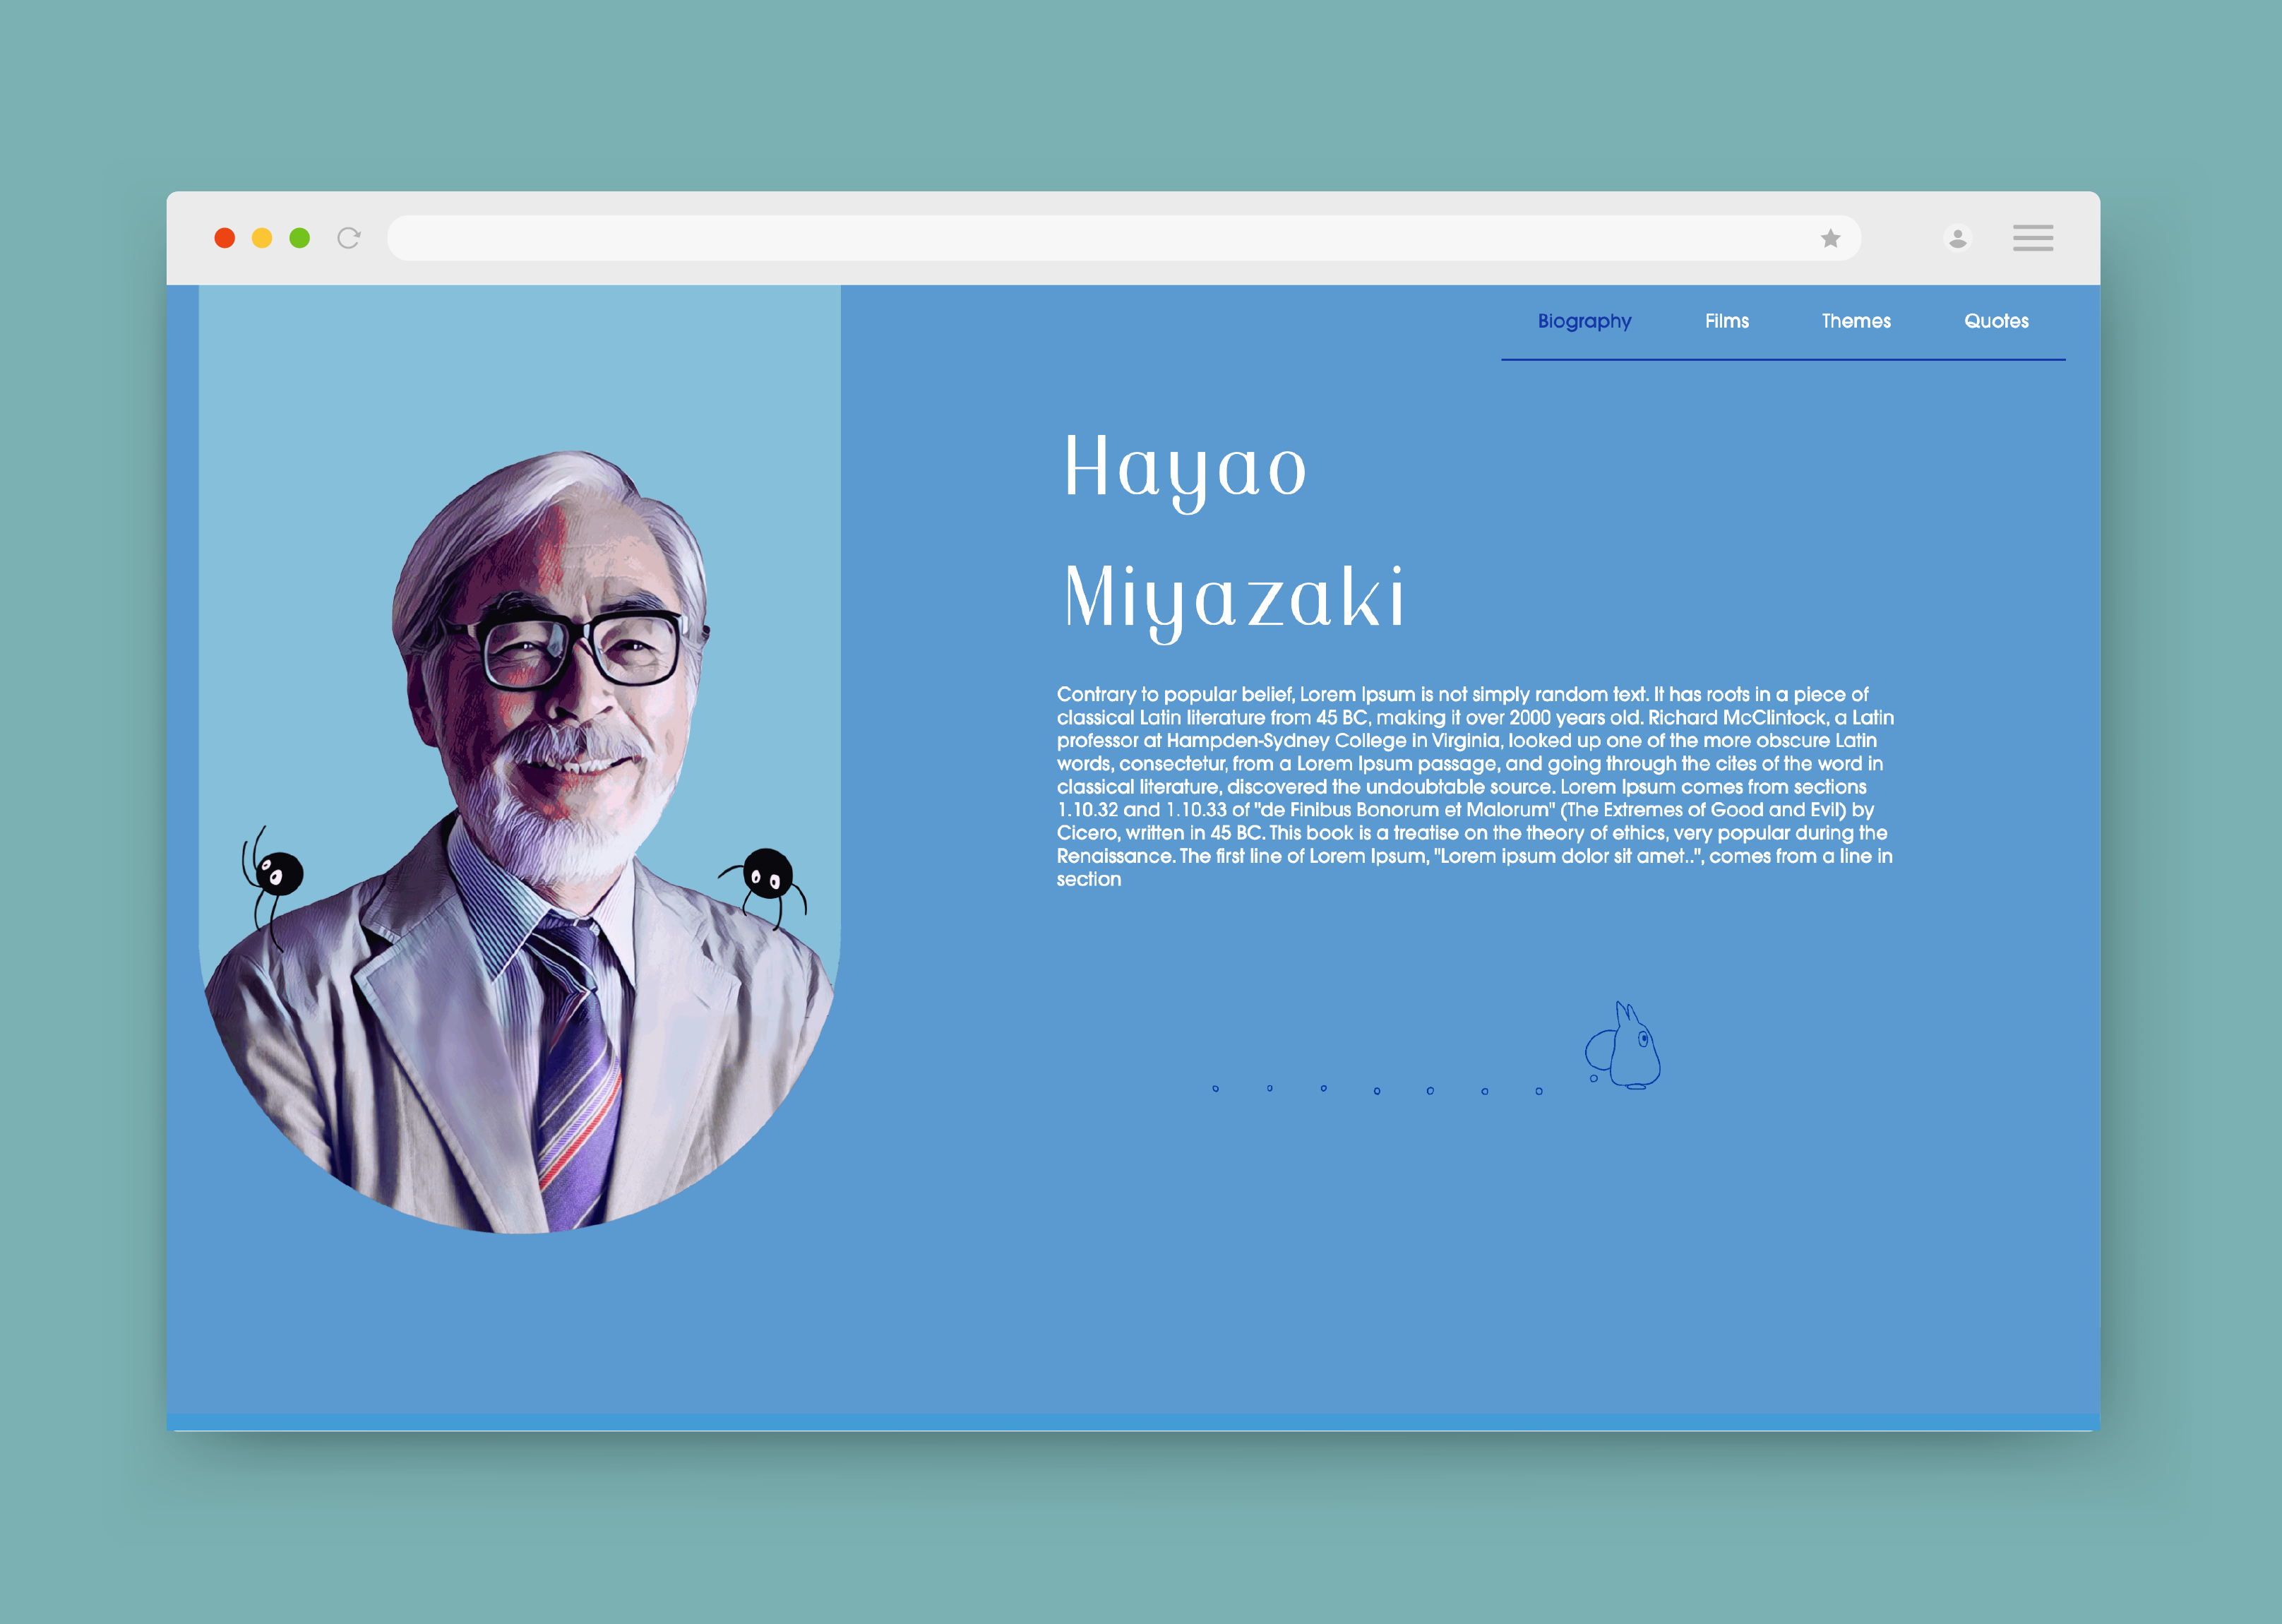 Biography Films Themes Quotes
Hayao
Miyazaki
Contrary to popular belief, Lorem Ipsum is not simply random text. It has roots in a piece of
classical Latin literature from 45 BC, making it over 2000 years old. Richard McClintock, a Latin
professor at Hampden-Sydney College in Virginia, looked up one of the more obscure Latin
words, consectetur, from a Lorem Ipsum passage, and going through the cites of the word in
classical literature, discovered the undoubtable source. Lorem Ipsum comes from sections
1.10.32 and 1.10.33 of "de Finibus Bonorum et Malorum" (The Extremes of Good and Evil) by
Cicero, written in 45 BC. This book is a treatise on the theory of ethics, very popular during the
Renaissance. The first line of Lorem Ipsum, "Lorem ipsum dolor sit amet..", comes from a line in
section